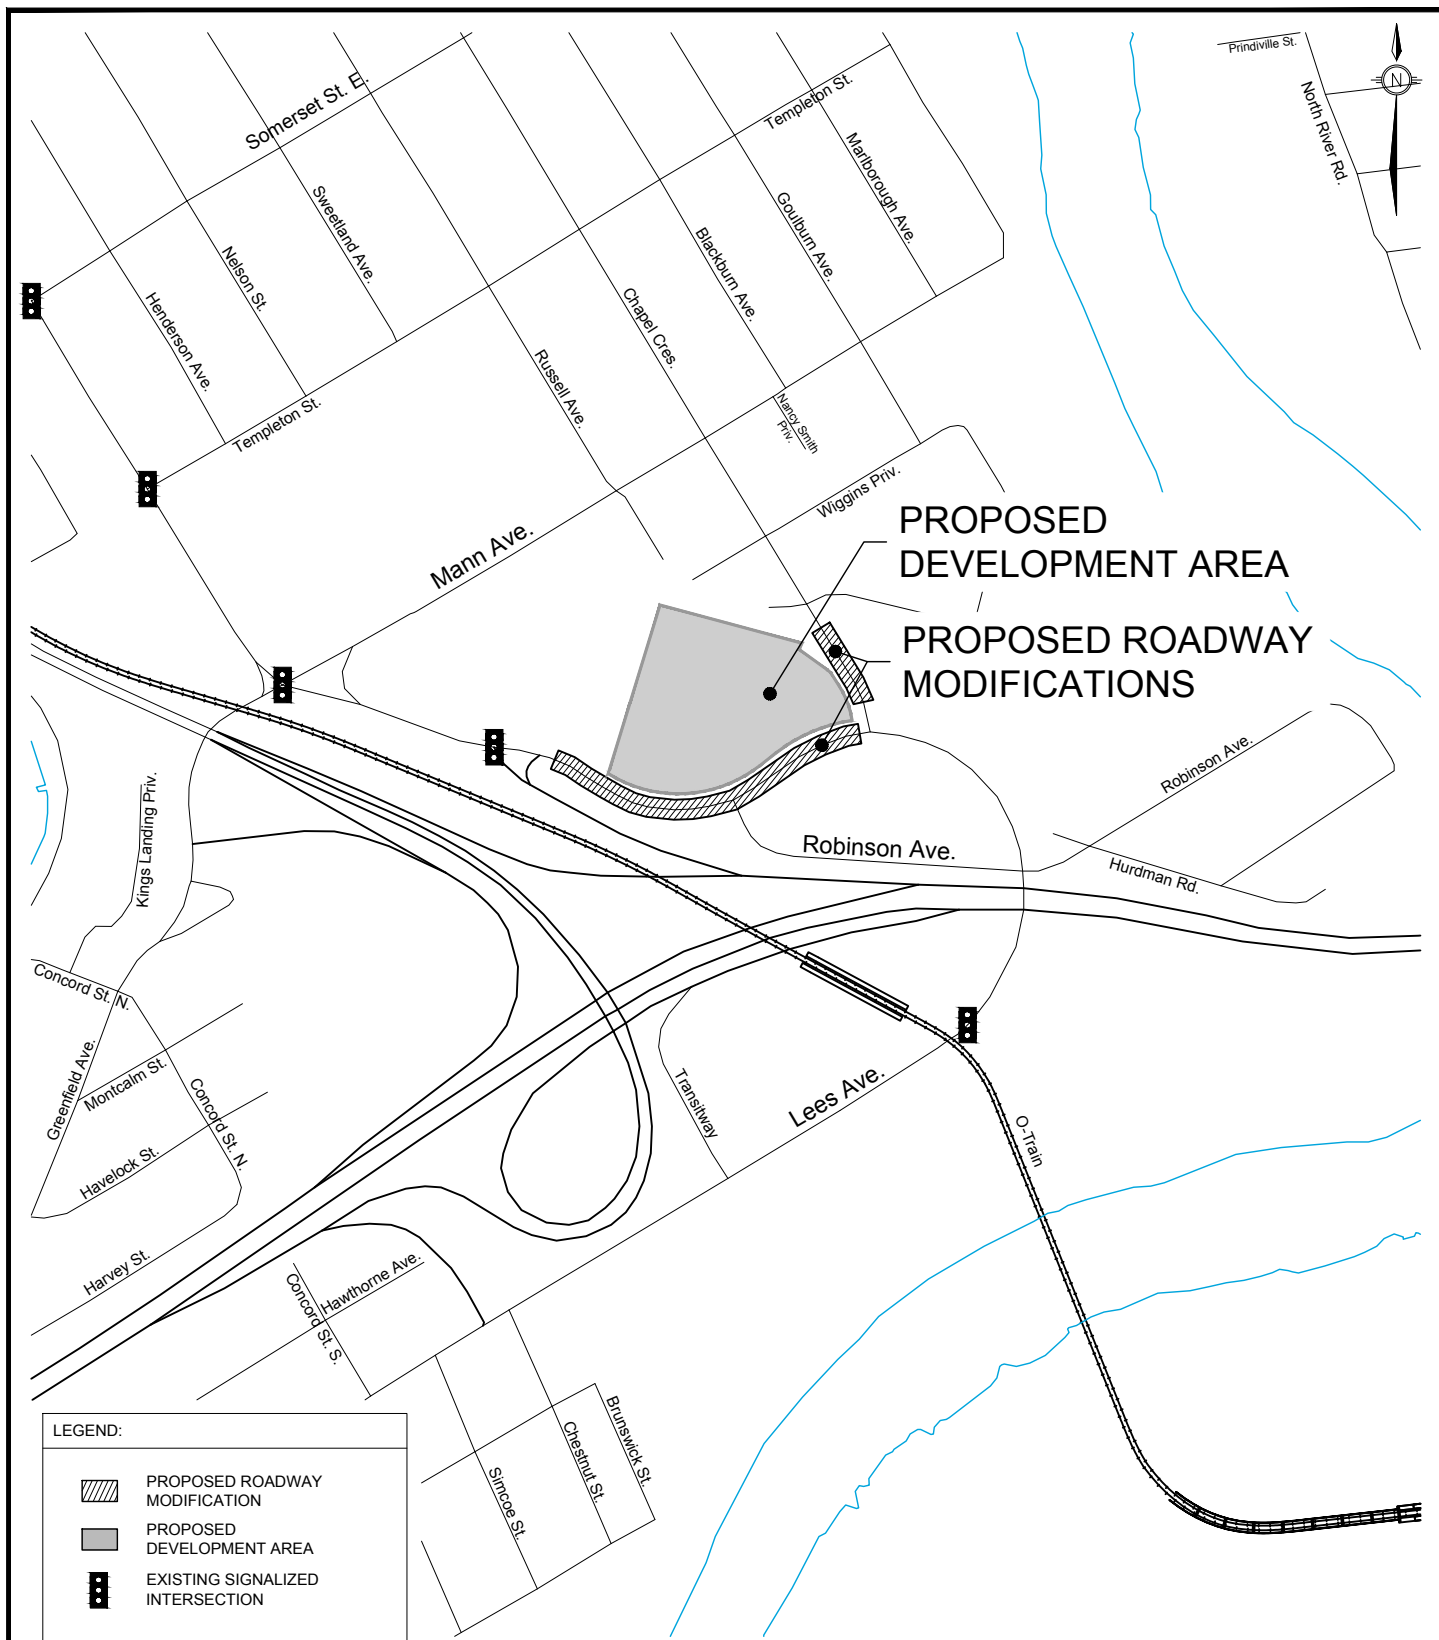 Prindiville St.
N
North River Rd.
Somerset St. E.
Templeton St.
Marlborough Ave.
Goulburn Ave.
Blackburn Ave.
Sweetland Ave.
Nelson St.
Henderson Ave.
Chapel Cres.
Russell Ave.
Templeton St.
Nancy Smith
Priv.
Wiggins Priv.
Mann Ave.
PROPOSED
DEVELOPMENT AREA
PROPOSED ROADWAY
MODIFICATIONS
Robinson Ave.
Kings Landing Priv.
Robinson Ave.
Hurdman Rd.
Concord St. N.
Greenfield Ave.
Montcalm St.
Concord St. N.
Havelock St.
Transitway
Lees Ave.
O-Train
Harvey St.
Hawthorne Ave.
Concord St. S.
Brunswick St.
Chestnut St.
Simcoe St.
LEGEND:
PROPOSED ROADWAY
MODIFICATION
PROPOSED
DEVELOPMENT AREA
EXISTING SIGNALIZED
INTERSECTION